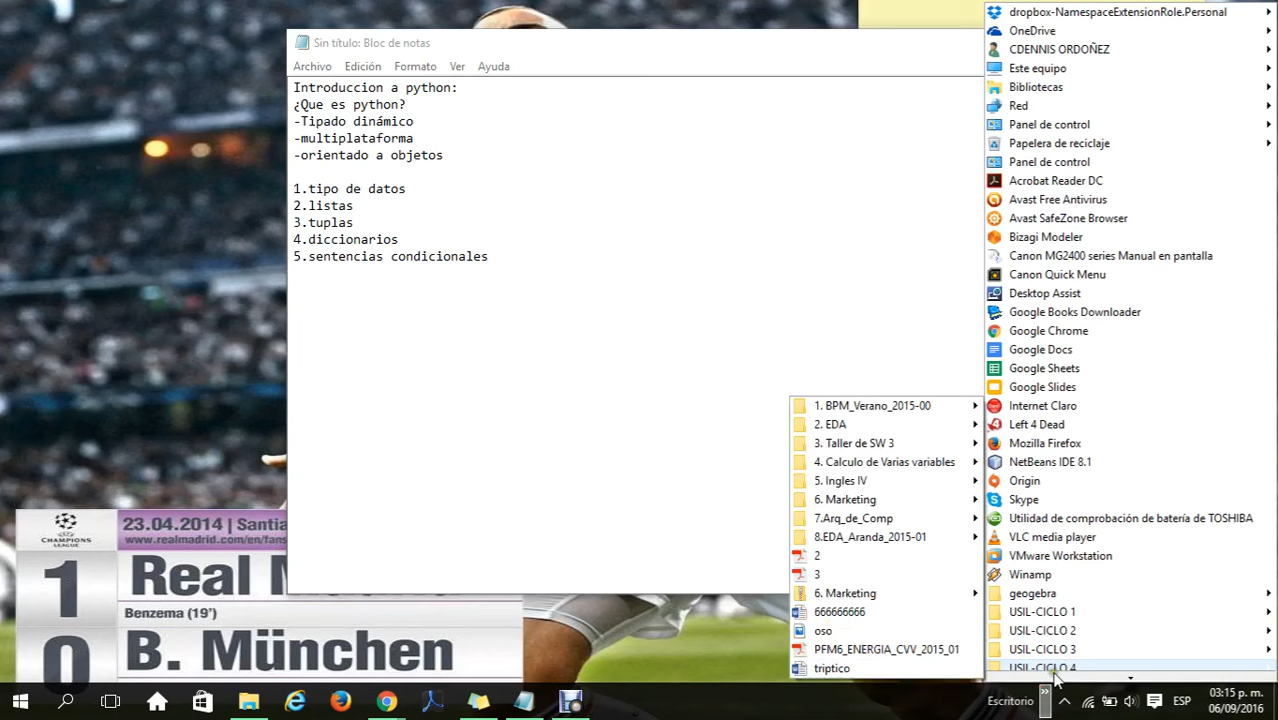 Sin título: Bloc de notas
Archivo Edición Formato Ver Ayuda
Introduccion a python:
¿Que es python?
-Tipado dinámico
-multiplataforma
-orientado a objetos
1.tipo de datos
2.listas
3.tuplas
4.diccionarios
5.sentencias condicionales
dropbox-NamespaceExtensionRole.Personal
OneDrive
CDENNIS ORDOÑEZ
Este equipo
Bibliotecas
Red
Panel de control
Papelera de reciclaje
Panel de control
Acrobat Reader DC
Avast Free Antivirus
Avast SafeZone Browser
Bizagi Modeler
Canon MG2400 series Manual en pantalla
Canon Quick Menu
Desktop Assist
Google Books Downloader
Google Chrome
Google Docs
Google Sheets
Google Slides
Internet Claro
Left 4 Dead
Mozilla Firefox
NetBeans IDE 8.1
Origin
Skype
Utilidad de comprobación de batería de TOSHIBA
VLC media player
VMware Workstation
Winamp
geogebra
USIL-CICLO 1
USIL-CICLO 2
USIL-CICLO 3
USIL-CICLO 4
1. BPM_Verano_2015-00
2. EDA
3. Taller de SW 3
4. Calculo de Varias variables
5. Ingles IV
6. Marketing
7.Arq_de_Comp
8.EDA_Aranda_2015-01
2
3
6. Marketing
666666666
oso
PFM6_ENERGIA_CVV_2015_01
triptico
CHAMPIONS
LEAGUE
23.04.2014 | Santia
www.realmadrid.com/en/fans
1 Real M
Benzema (19')
0 B. München
Escritorio
ESP
03:15 p. m.
06/09/2016